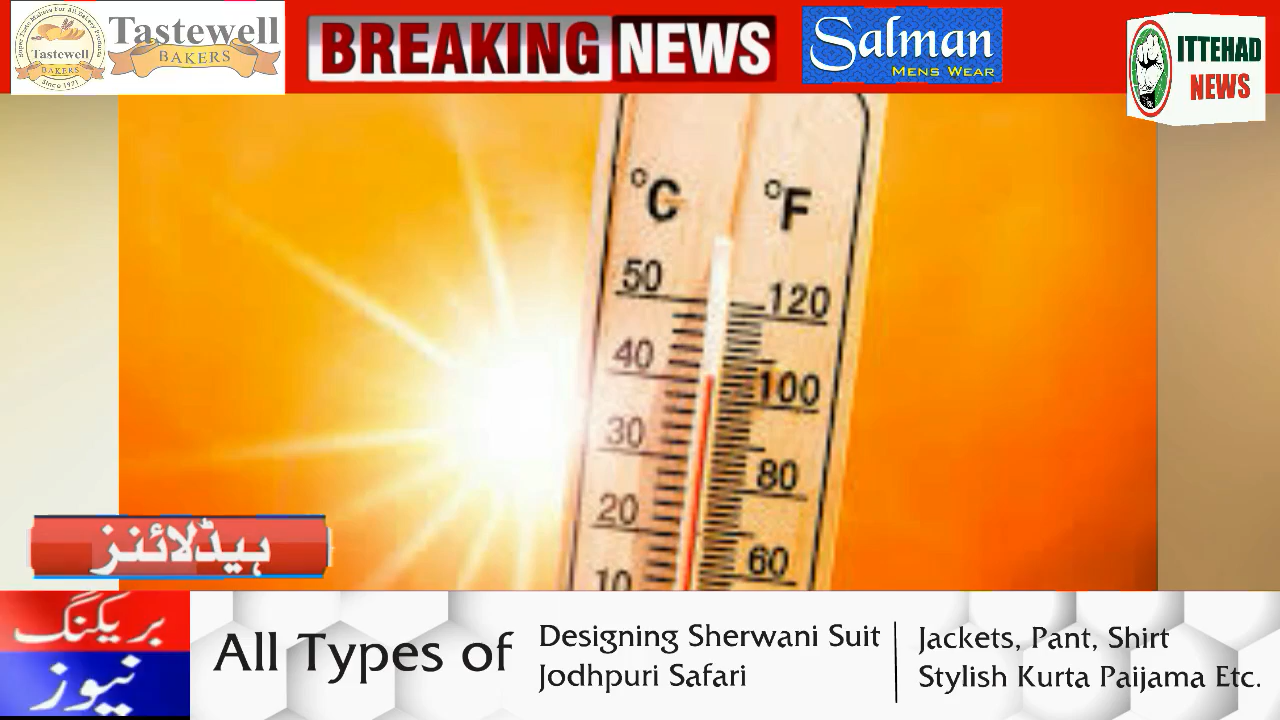 Tastewell
BAKERS
Tastewell
BAKERS
Since 1971
BREAKING NEWS
Salman
MENS WEAR
ITTEHAD
NEWS
°C °F
50
120
40
100
30
80
20
60
10
ہیڈلائنز
بریکنگ
نیوز
All Types of
Designing Sherwani Suit
Jodhpuri Safari
Jackets, Pant, Shirt
Stylish Kurta Paijama Etc.